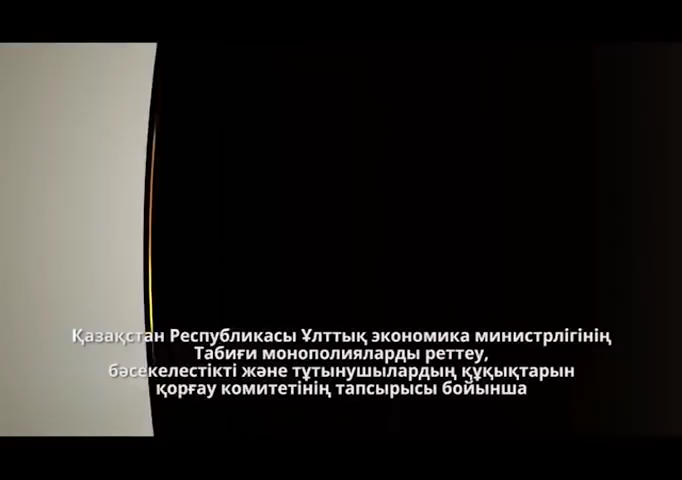 Қазақстан Республикасы Ұлттық экономика министрлігінің
Табиғи монополияларды реттеу,
бәсекелестікті және тұтынушылардың құқықтарын
қорғау комитетінің тапсырысы бойынша